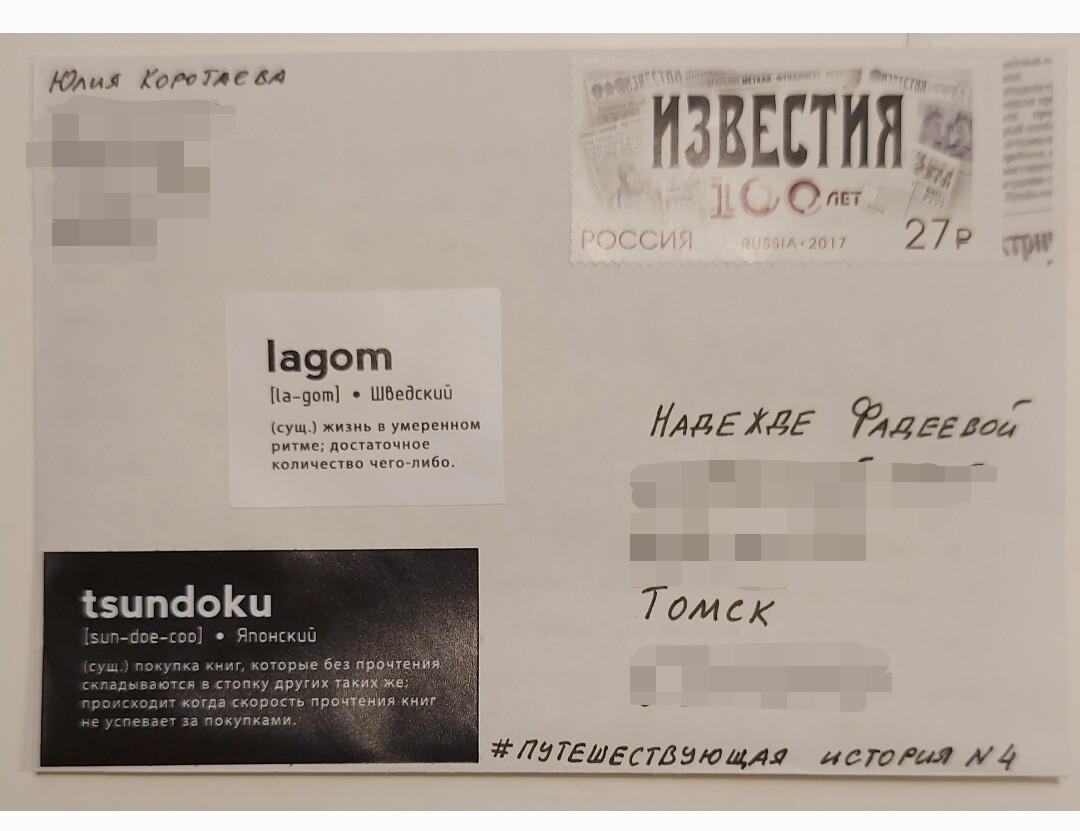 Юлия Коротаева
ИЗВЕСТИЯ
100 ЛЕТ
РОССИЯ RUSSIA • 2017 27₽
lagom
[la-gom] • Шведский
(сущ.) жизнь в умеренном
ритме; достаточное
количество чего-либо.
Надежде Фадеевой
Томск
tsundoku
[sun-doe-coo] • Японский
(сущ.) покупка книг, которые без прочтения
складываются в стопку других таких же;
происходит когда скорость прочтения книг
не успевает за покупками.
#путешествующая история N4